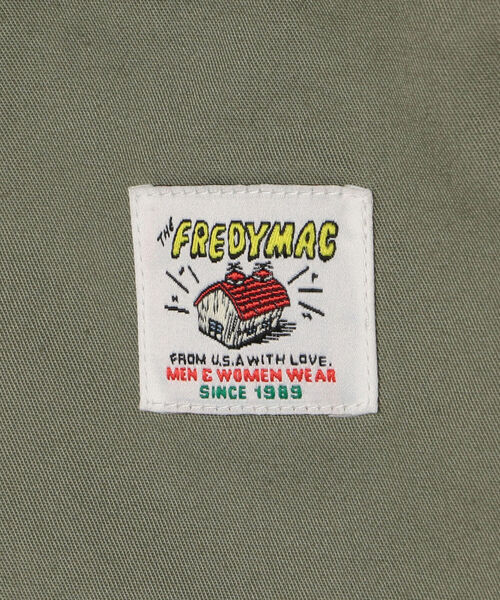 THE FREDYMAC
FROM U.S.A WITH LOVE.
MEN & WOMEN WEAR
SINCE 1989